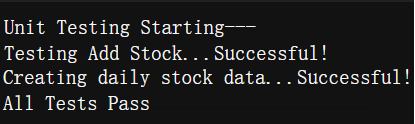 Unit Testing Starting---
Testing Add Stock...Successful!
Creating daily stock data...Successful!
All Tests Pass